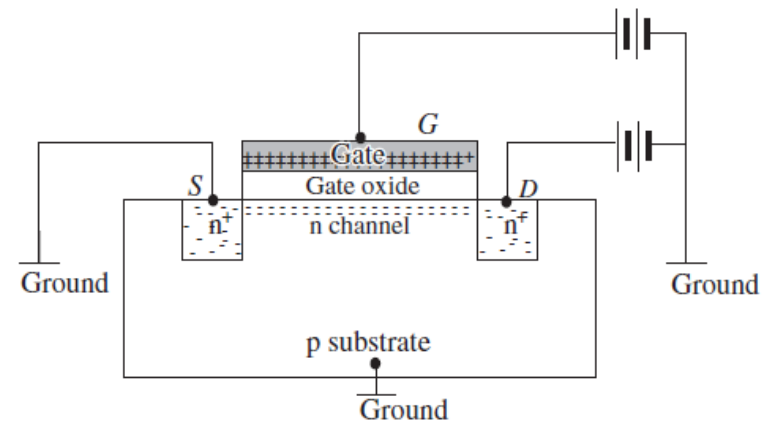 G
Gate
S
Gate oxide
D
n+
n channel
n+
Ground
Ground
p substrate
Ground